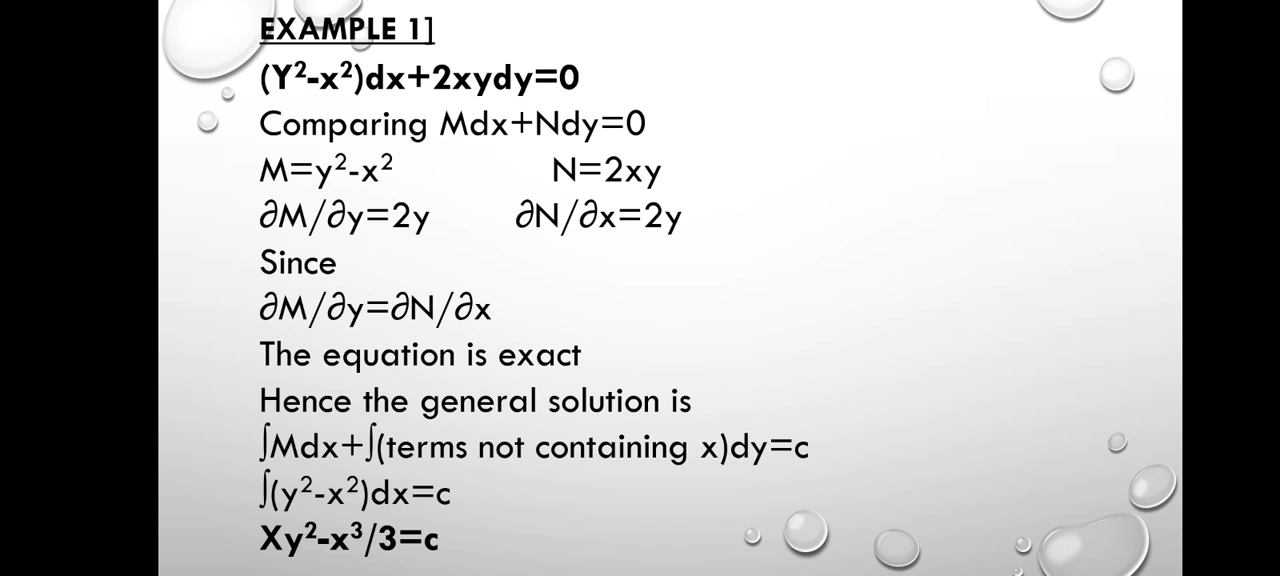 EXAMPLE 1]
(Y²-x²)dx+2xydy=0
Comparing Mdx+Ndy=0
M=y²-x² N=2xy
∂M/∂y=2y ∂N/∂x=2y
Since
∂M/∂y=∂N/∂x
The equation is exact
Hence the general solution is
∫Mdx+∫(terms not containing x)dy=c
∫(y²-x²)dx=c
Xy²-x³/3=c